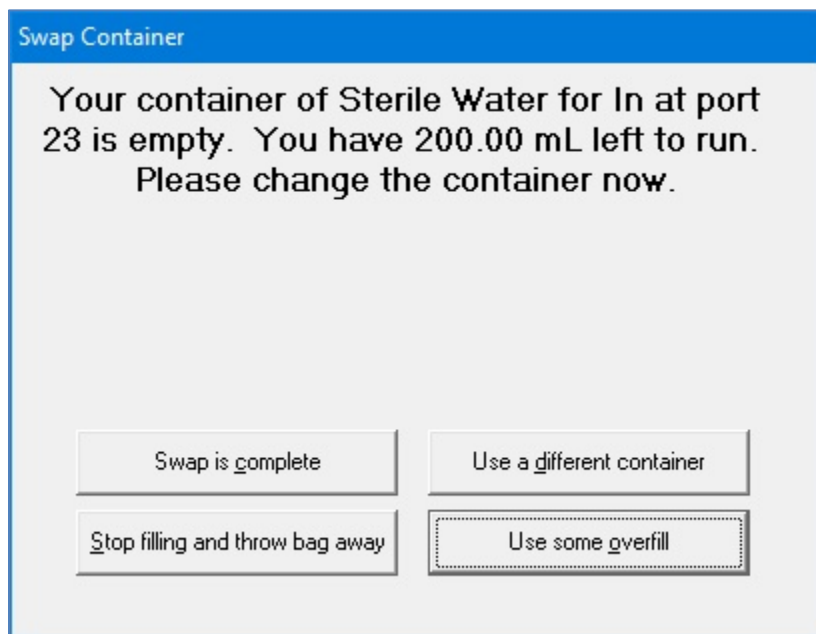 Swap Container
Your container of Sterile Water for In at port
23 is empty.  You have 200.00 mL left to run.
Please change the container now.
Swap is complete
Use a different container
Stop filling and throw bag away
Use some overfill